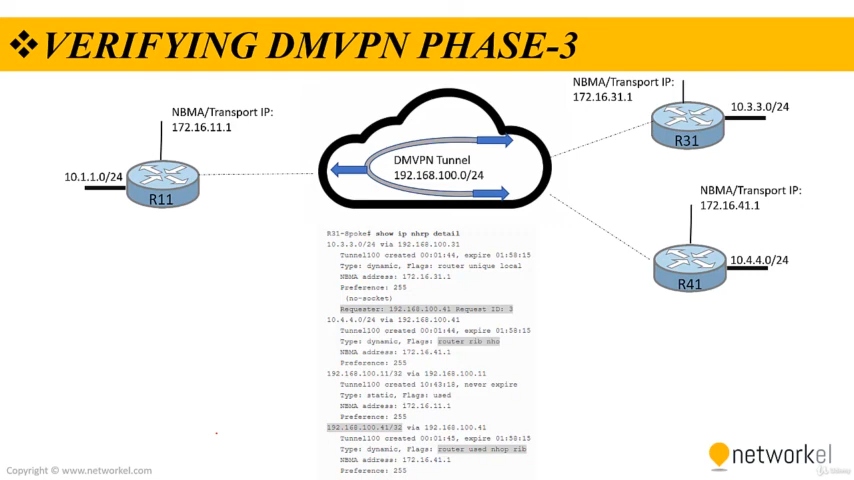 ❖VERIFYING DMVPN PHASE-3
NBMA/Transport IP:
172.16.11.1
10.1.1.0/24
R11
DMVPN Tunnel
192.168.100.0/24
NBMA/Transport IP:
172.16.31.1
10.3.3.0/24
R31
NBMA/Transport IP:
172.16.41.1
10.4.4.0/24
R41
R31-Spoke# show ip nhrp detail
10.3.3.0/24 via 192.168.100.31
Tunnel100 created 00:01:44, expire 01:58:15
Type: dynamic, Flags: router unique local
NBMA address: 172.16.31.1
Preference: 255
(no-socket)
Requester: 192.168.100.41 Request ID: 3
10.4.4.0/24 via 192.168.100.41
Tunnel100 created 00:01:44, expire 01:58:15
Type: dynamic, Flags: router rib nho
NBMA address: 172.16.41.1
Preference: 255
192.168.100.11/32 via 192.168.100.11
Tunnel100 created 10:43:18, never expire
Type: static, Flags: used
NBMA address: 172.16.11.1
Preference: 255
192.168.100.41/32 via 192.168.100.41
Tunnel100 created 00:01:45, expire 01:58:15
Type: dynamic, Flags: router used nhop rib
NBMA address: 172.16.41.1
Preference: 255
Copyright © www.networkel.com
networkel
Udemy